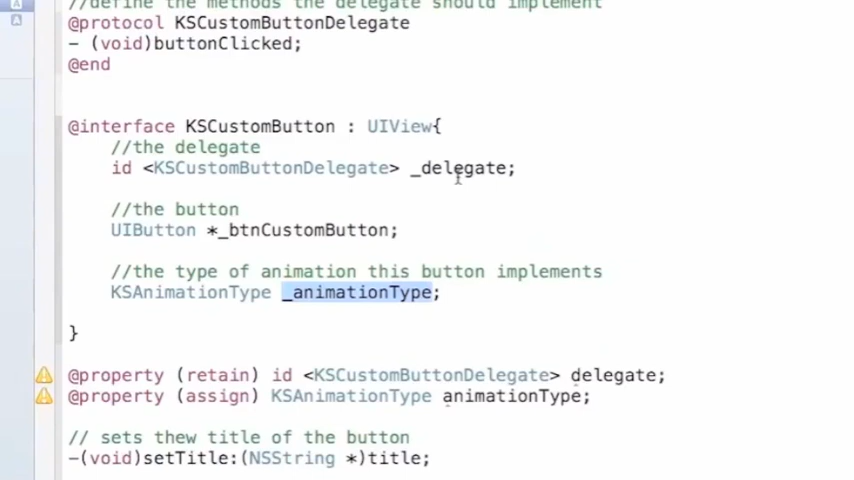 //define the methods the delegate should implement
@protocol KSCustomButtonDelegate
- (void)buttonClicked;
@end
@interface KSCustomButton : UIView{
//the delegate
id <KSCustomButtonDelegate> _delegate;
//the button
UIButton *_btnCustomButton;
//the type of animation this button implements
KSAnimationType _animationType;
}
@property (retain) id <KSCustomButtonDelegate> delegate;
@property (assign) KSAnimationType animationType;
// sets thew title of the button
-(void)setTitle:(NSString *)title;